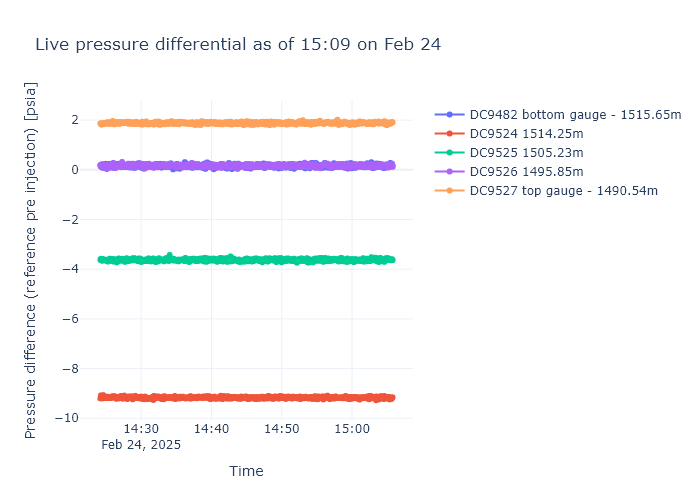 Live pressure differential as of 15:09 on Feb 24
Pressure difference (reference pre injection) [psia]
2
0
−2
−4
−6
−8
−10
14:30
14:40
14:50
15:00
Feb 24, 2025
Time
DC9482 bottom gauge - 1515.65m
DC9524 1514.25m
DC9525 1505.23m
DC9526 1495.85m
DC9527 top gauge - 1490.54m